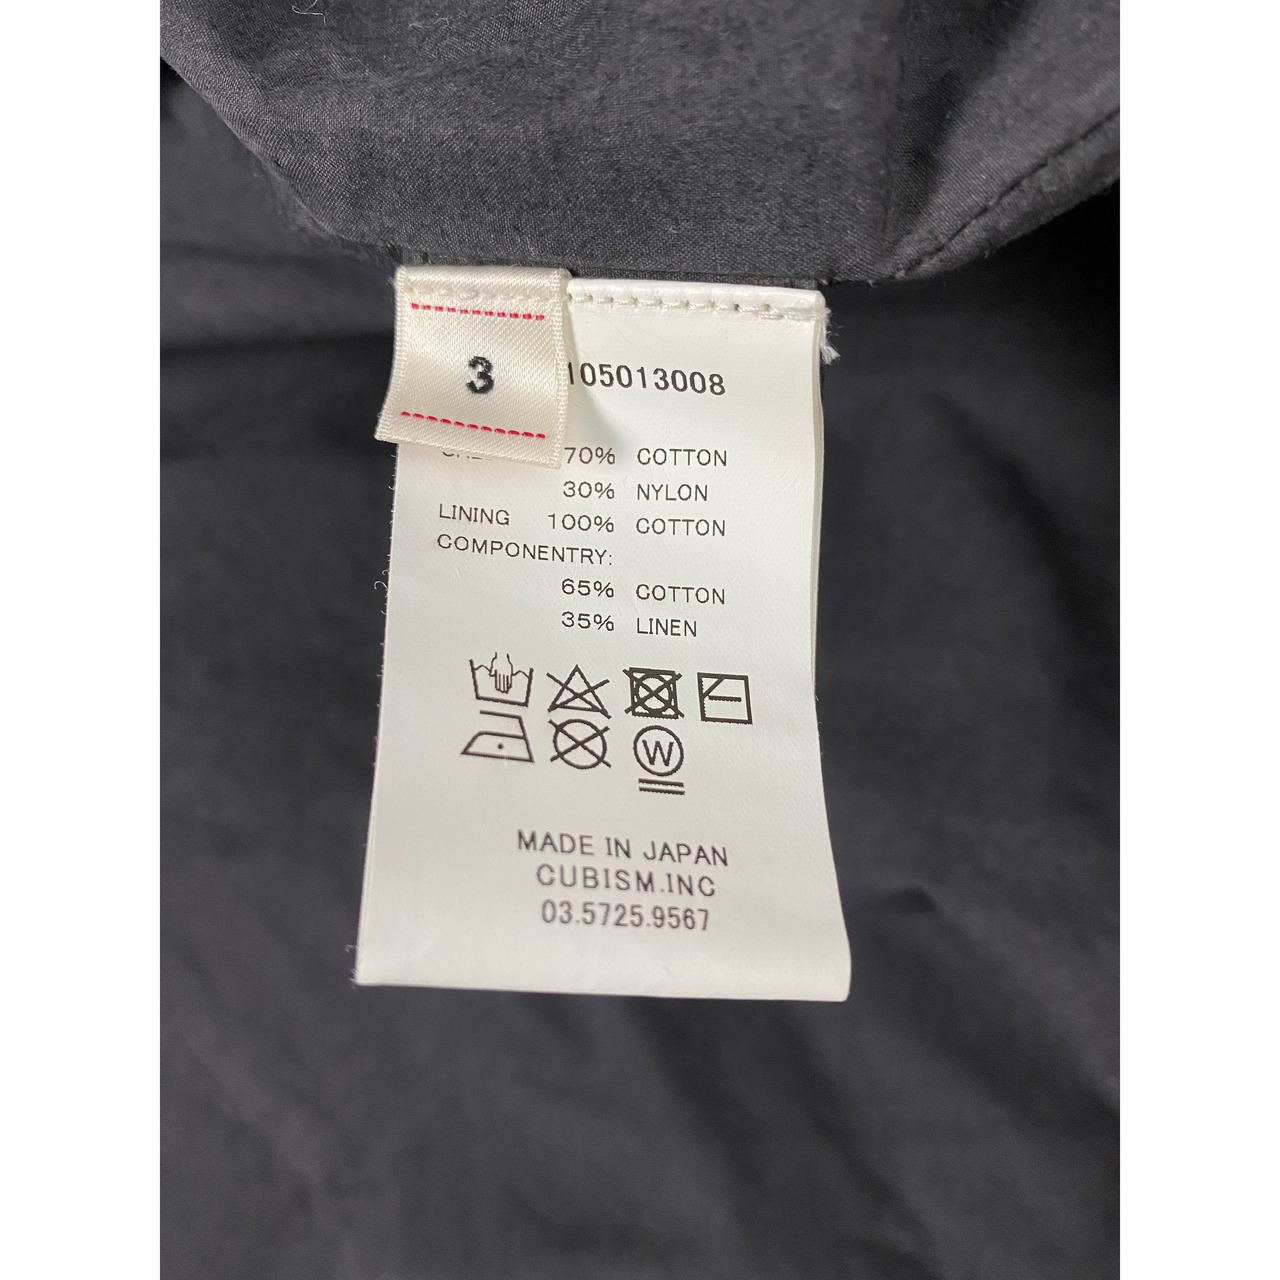 3
105013008
70% COTTON
30% NYLON
LINING 100% COTTON
COMPONENTRY:
65% COTTON
35% LINEN
W
MADE IN JAPAN
CUBISM.INC
03.5725.9567